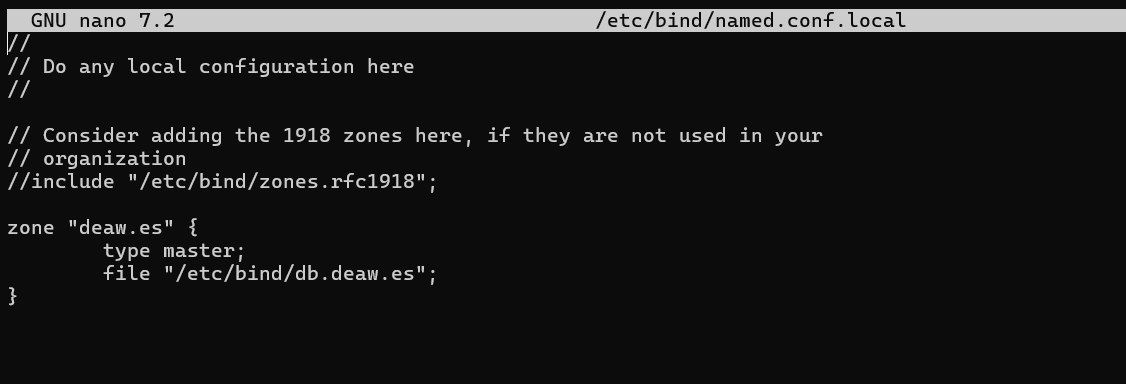 GNU nano 7.2 /etc/bind/named.conf.local
//
// Do any local configuration here
//
// Consider adding the 1918 zones here, if they are not used in your
// organization
//include "/etc/bind/zones.rfc1918";
zone "deaw.es" {
        type master;
        file "/etc/bind/db.deaw.es";
}